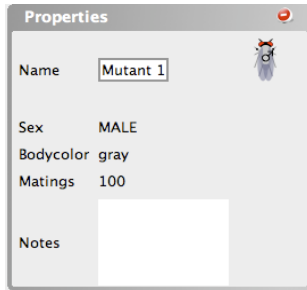 Properties
Name Mutant 1
Sex MALE
Bodycolor gray
Matings 100
Notes